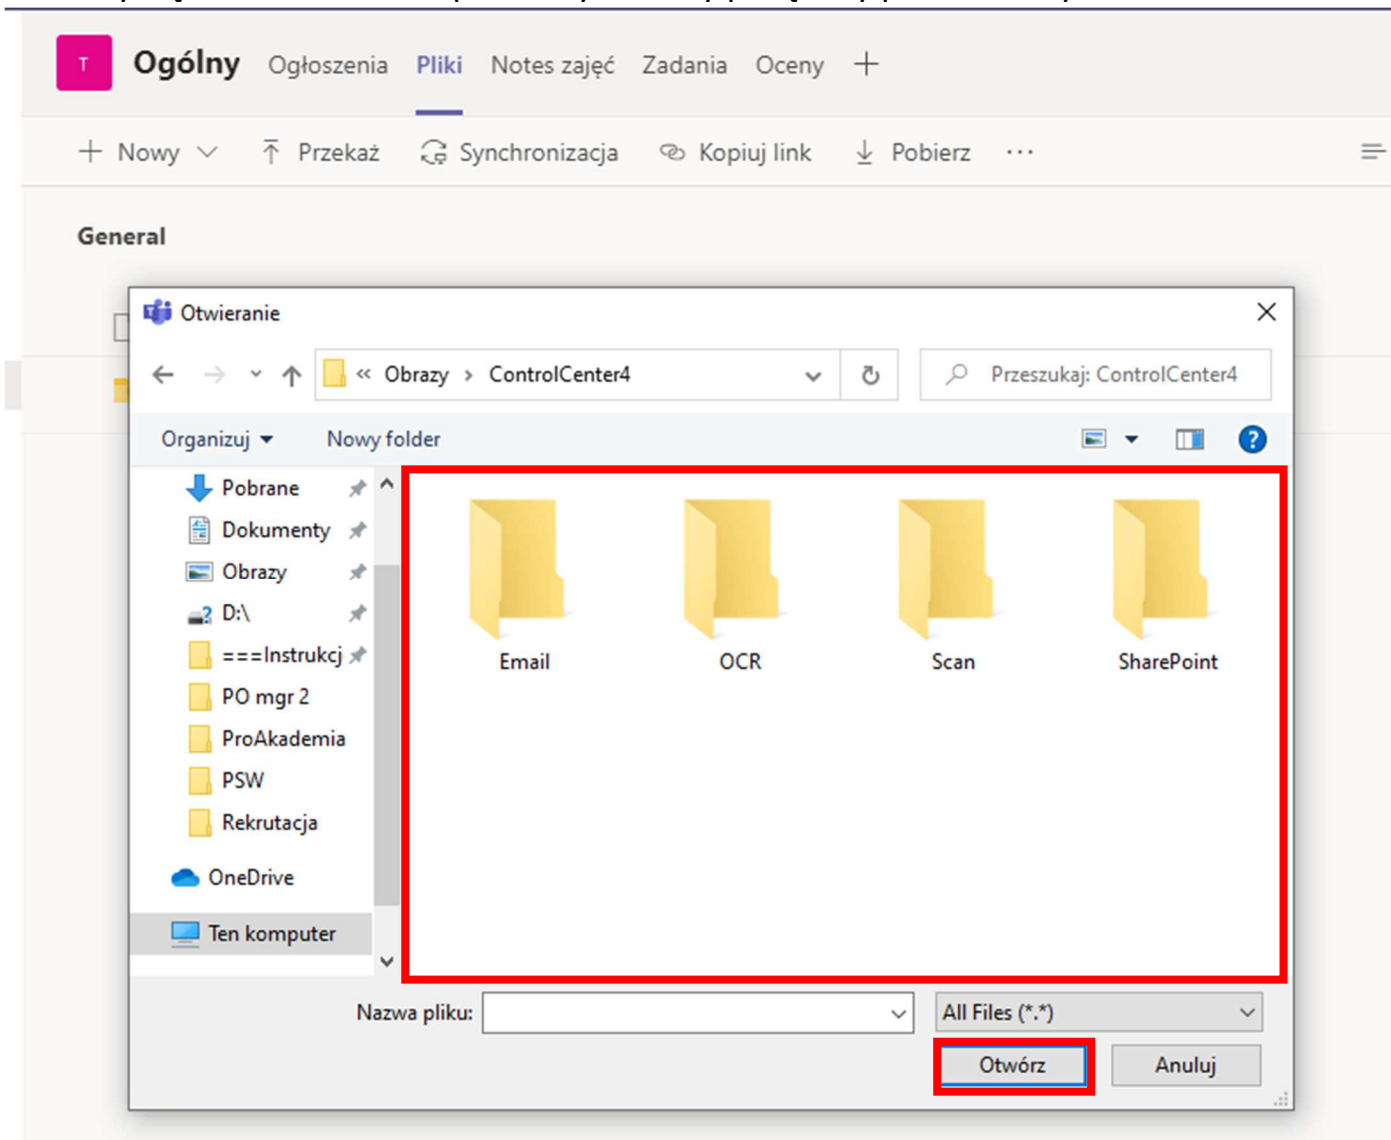 T Ogólny Ogłoszenia Pliki Notes zajęć Zadania Oceny +
+ Nowy Przekaż Synchronizacja Kopiuj link Pobierz ...
General
Otwieranie
« Obrazy › ControlCenter4 Przeszukaj: ControlCenter4
Organizuj Nowy folder ?
Pobrane
Dokumenty
Obrazy
D:\
===Instrukcj
PO mgr 2
ProAkademia
PSW
Rekrutacja
OneDrive
Ten komputer
Email OCR Scan SharePoint
Nazwa pliku: All Files (*.*)
Otwórz Anuluj